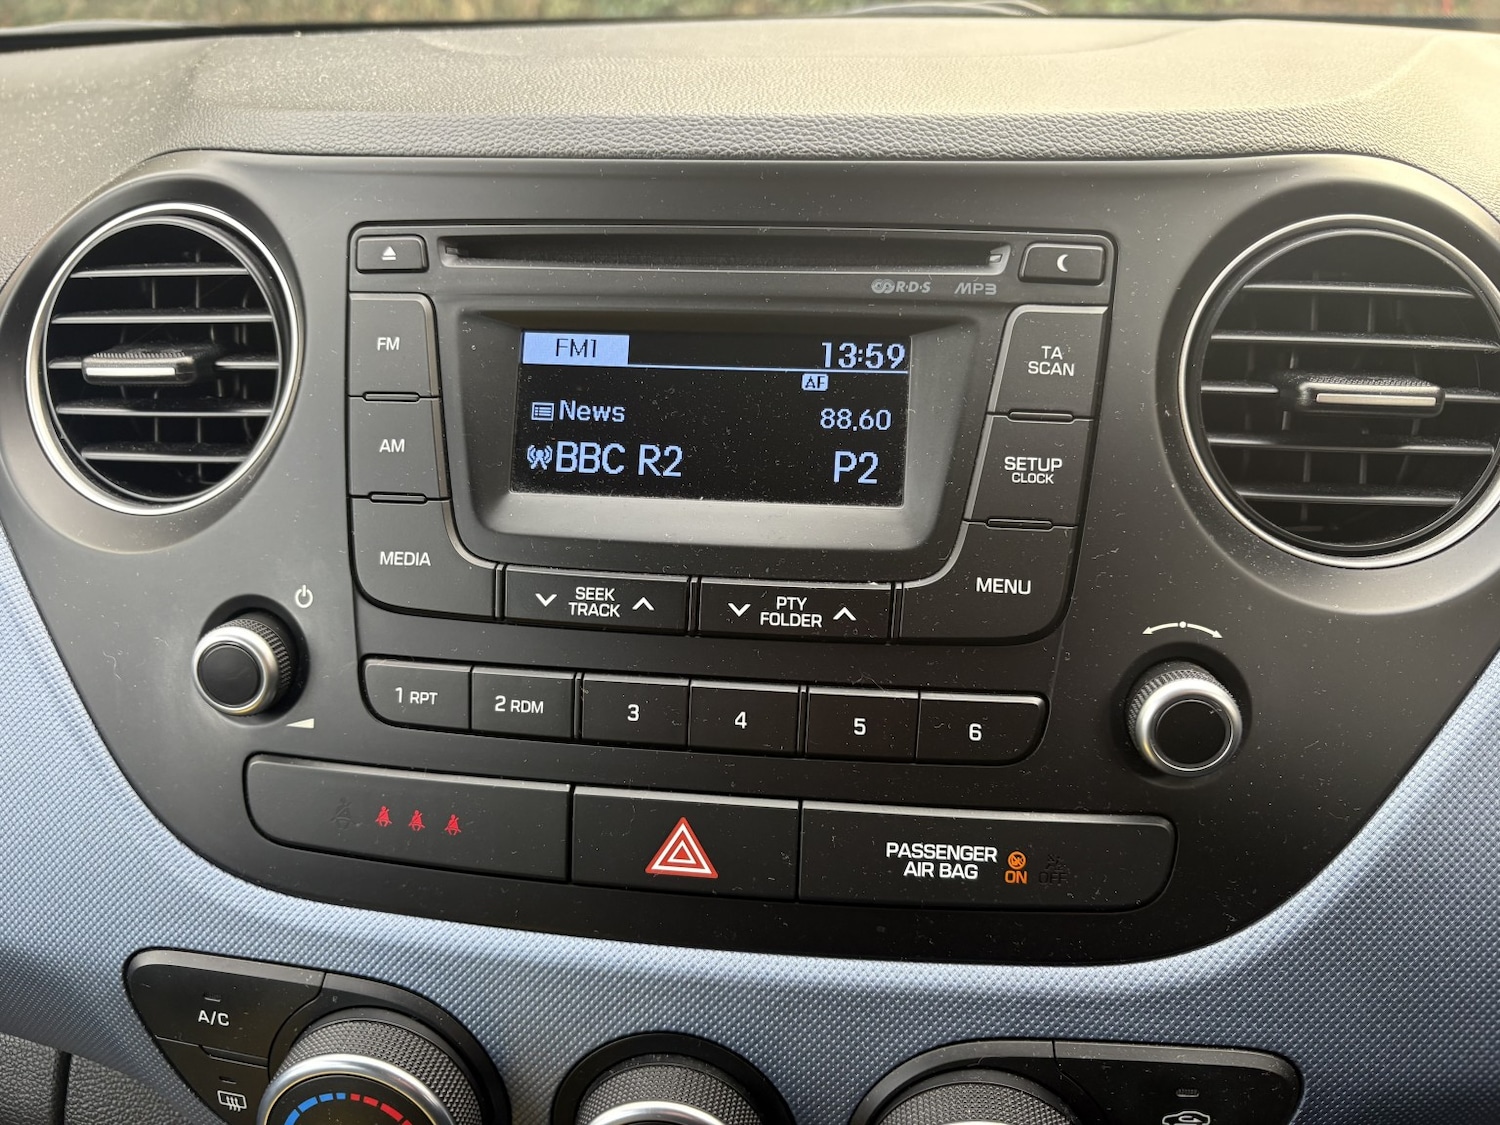 R·D·S MP3
FM
AM
MEDIA
FM1 13:59
AF
News 88.60
BBC R2 P2
TA
SCAN
SETUP
CLOCK
MENU
SEEK
TRACK
PTY
FOLDER
1 RPT
2 RDM
3
4
5
6
PASSENGER
AIR BAG
ON
OFF
A/C